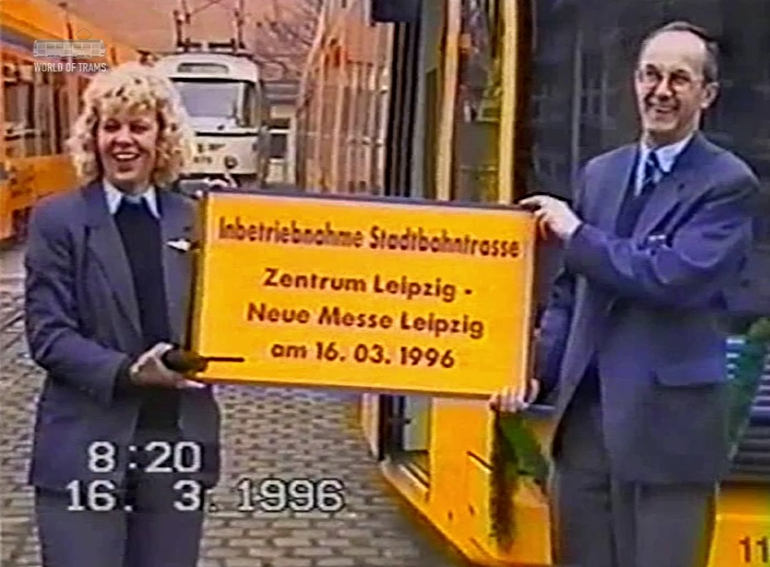 WORLD OF TRAMS
Inbetriebnahme Stadtbahntrasse
Zentrum Leipzig -
Neue Messe Leipzig
am 16. 03. 1996
8:20
16. 3. 1996
11